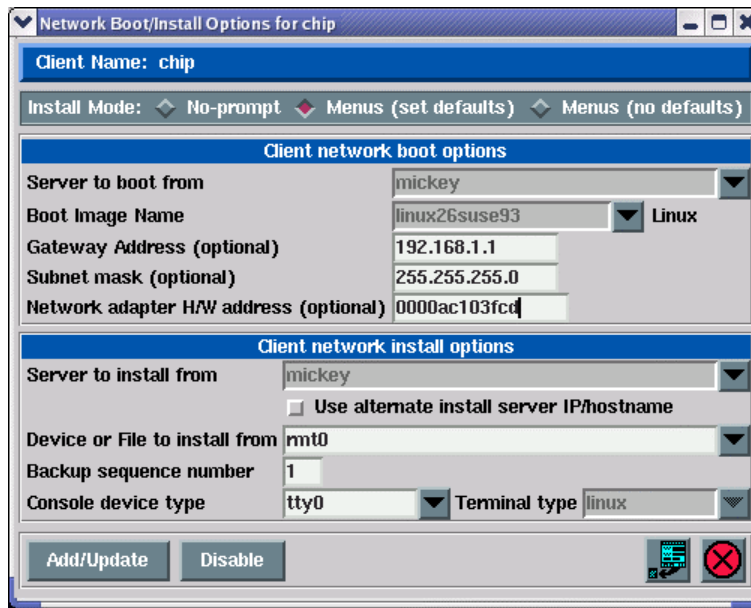 Network Boot/Install Options for chip
Client Name: chip
Install Mode: No-prompt Menus (set defaults) Menus (no defaults)
Client network boot options
Server to boot from mickey
Boot Image Name linux26suse93 Linux
Gateway Address (optional) 192.168.1.1
Subnet mask (optional) 255.255.255.0
Network adapter H/W address (optional) 0000ac103fcd
Client network install options
Server to install from mickey
Use alternate install server IP/hostname
Device or File to install from rmt0
Backup sequence number 1
Console device type tty0 Terminal type linux
Add/Update Disable